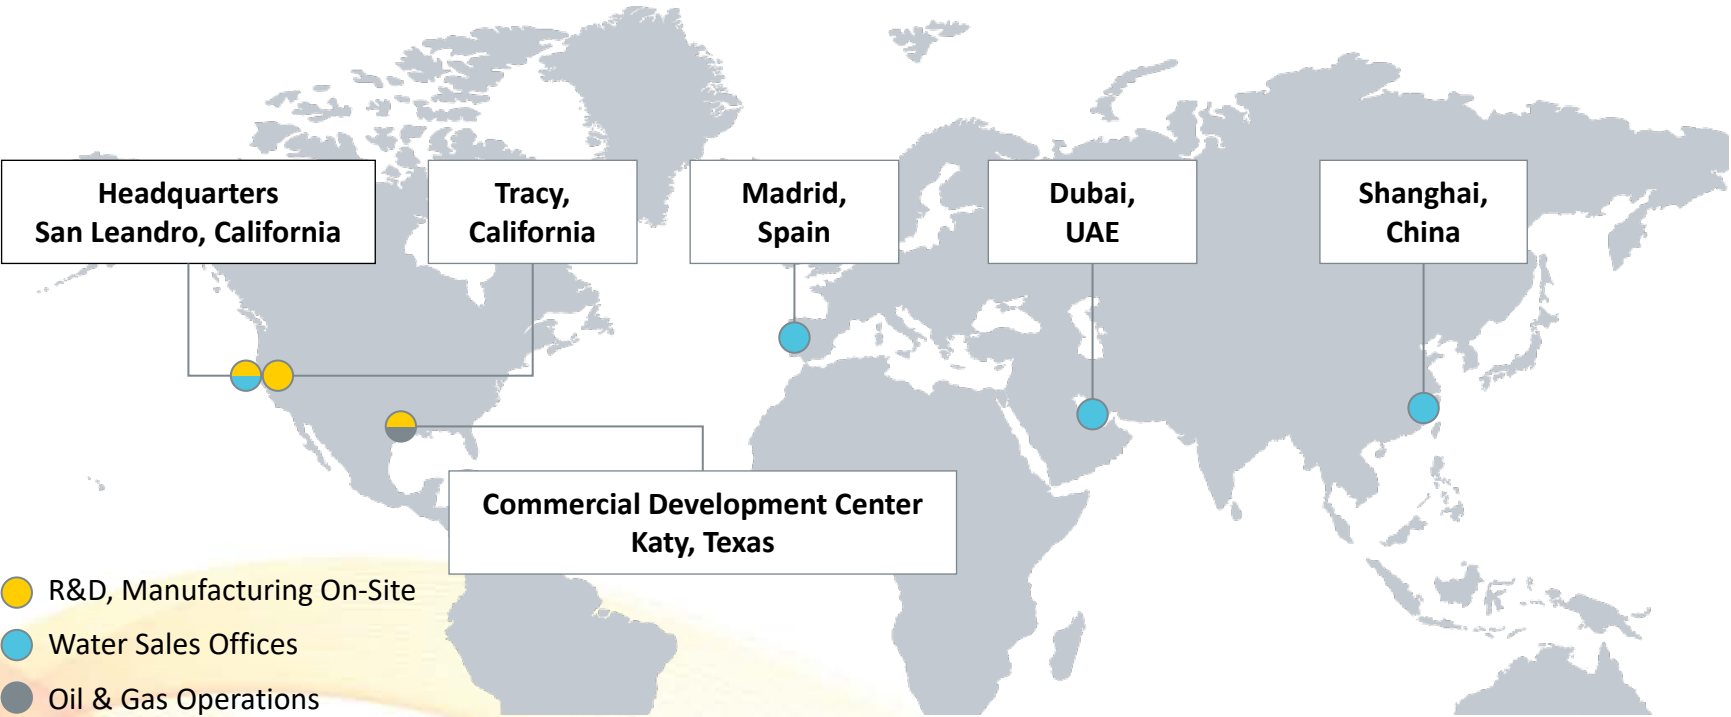 Headquarters
San Leandro, California
Tracy,
California
Madrid,
Spain
Dubai,
UAE
Shanghai,
China
Commercial Development Center
Katy, Texas
R&D, Manufacturing On-Site
Water Sales Offices
Oil & Gas Operations